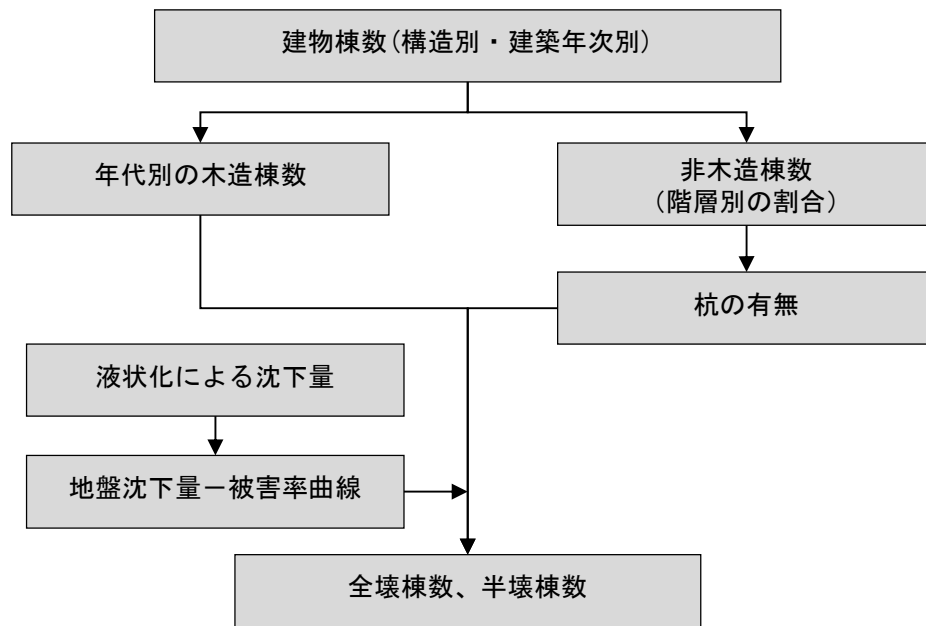 建物棟数(構造別・建築年次別)
年代別の木造棟数
非木造棟数
(階層別の割合)
杭の有無
液状化による沈下量
地盤沈下量－被害率曲線
全壊棟数、半壊棟数